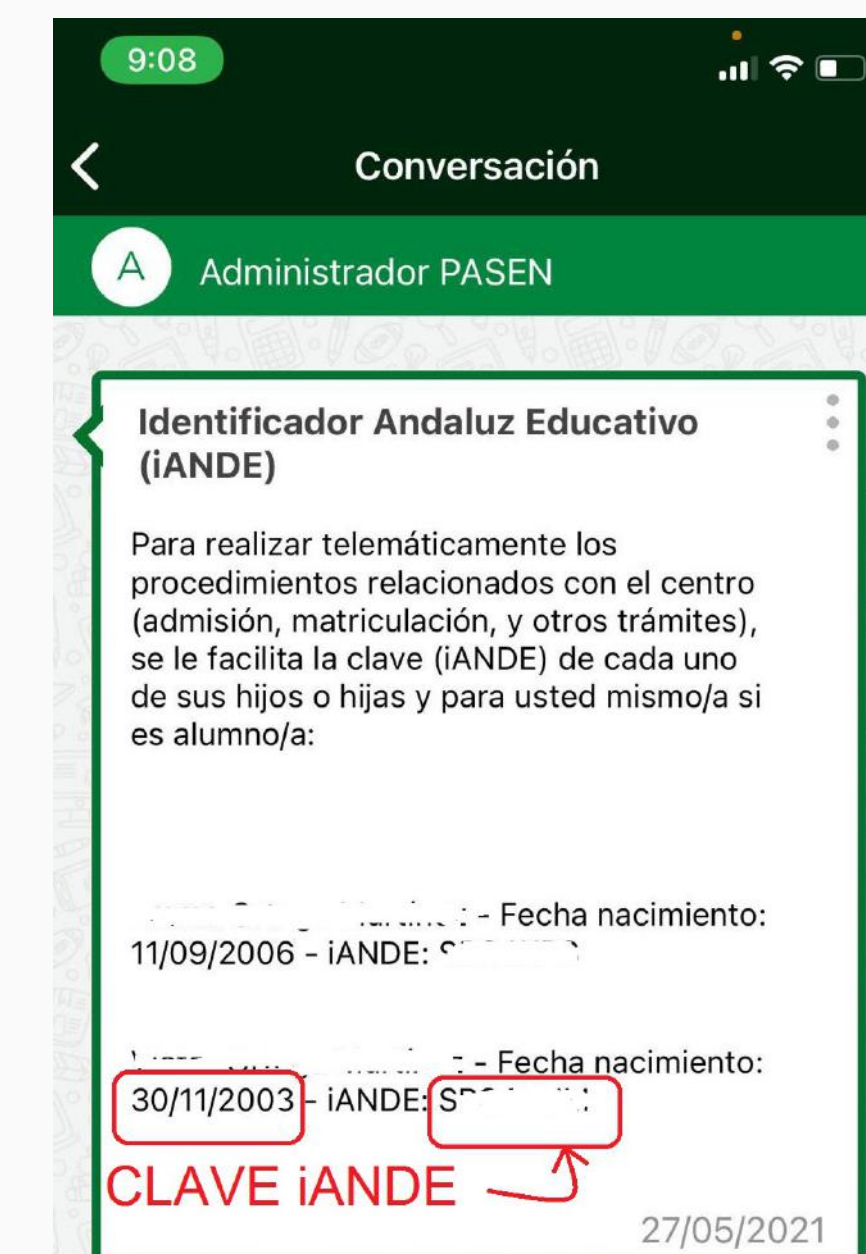 9:08
Conversación
A
Administrador PASEN
Identificador Andaluz Educativo
(iANDE)
Para realizar telemáticamente los
procedimientos relacionados con el centro
(admisión, matriculación, y otros trámites),
se le facilita la clave (iANDE) de cada uno
de sus hijos o hijas y para usted mismo/a si
es alumno/a:
- Fecha nacimiento:
11/09/2006 - iANDE:
- Fecha nacimiento:
30/11/2003 - iANDE:
CLAVE iANDE
27/05/2021